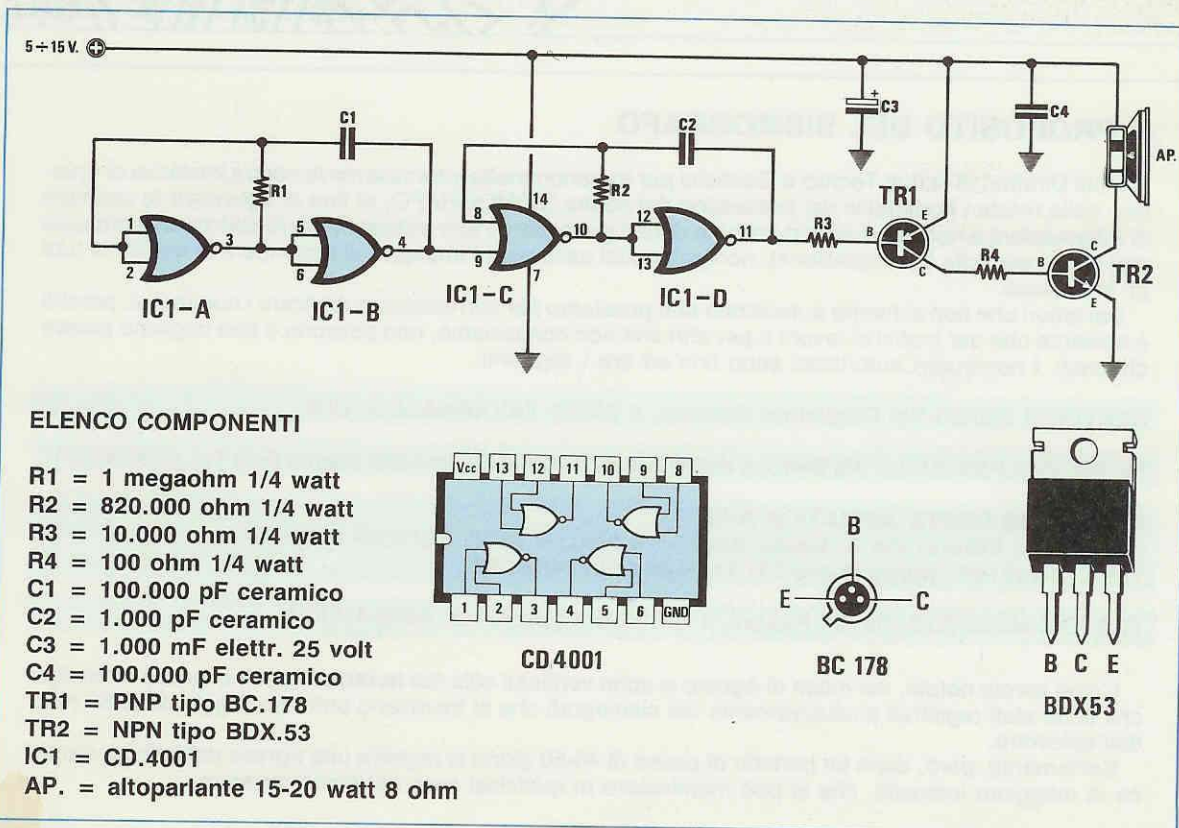 5÷15 V.
C1
C2
C3
C4
R1
R2
AP.
TR1
R3
B
E
C
R4
B
C
E
TR2
1
2
3
5
6
4
8
9
14
10
7
12
13
11
IC1-A
IC1-B
IC1-C
IC1-D
ELENCO COMPONENTI
R1 = 1 megaohm 1/4 watt
R2 = 820.000 ohm 1/4 watt
R3 = 10.000 ohm 1/4 watt
R4 = 100 ohm 1/4 watt
C1 = 100.000 pF ceramico
C2 = 1.000 pF ceramico
C3 = 1.000 mF elettr. 25 volt
C4 = 100.000 pF ceramico
TR1 = PNP tipo BC.178
TR2 = NPN tipo BDX.53
IC1 = CD.4001
AP. = altoparlante 15-20 watt 8 ohm
Vcc 13 12 11 10 9 8
1 2 3 4 5 6 GND
CD.4001
B
E C
BC 178
B C E
BDX53